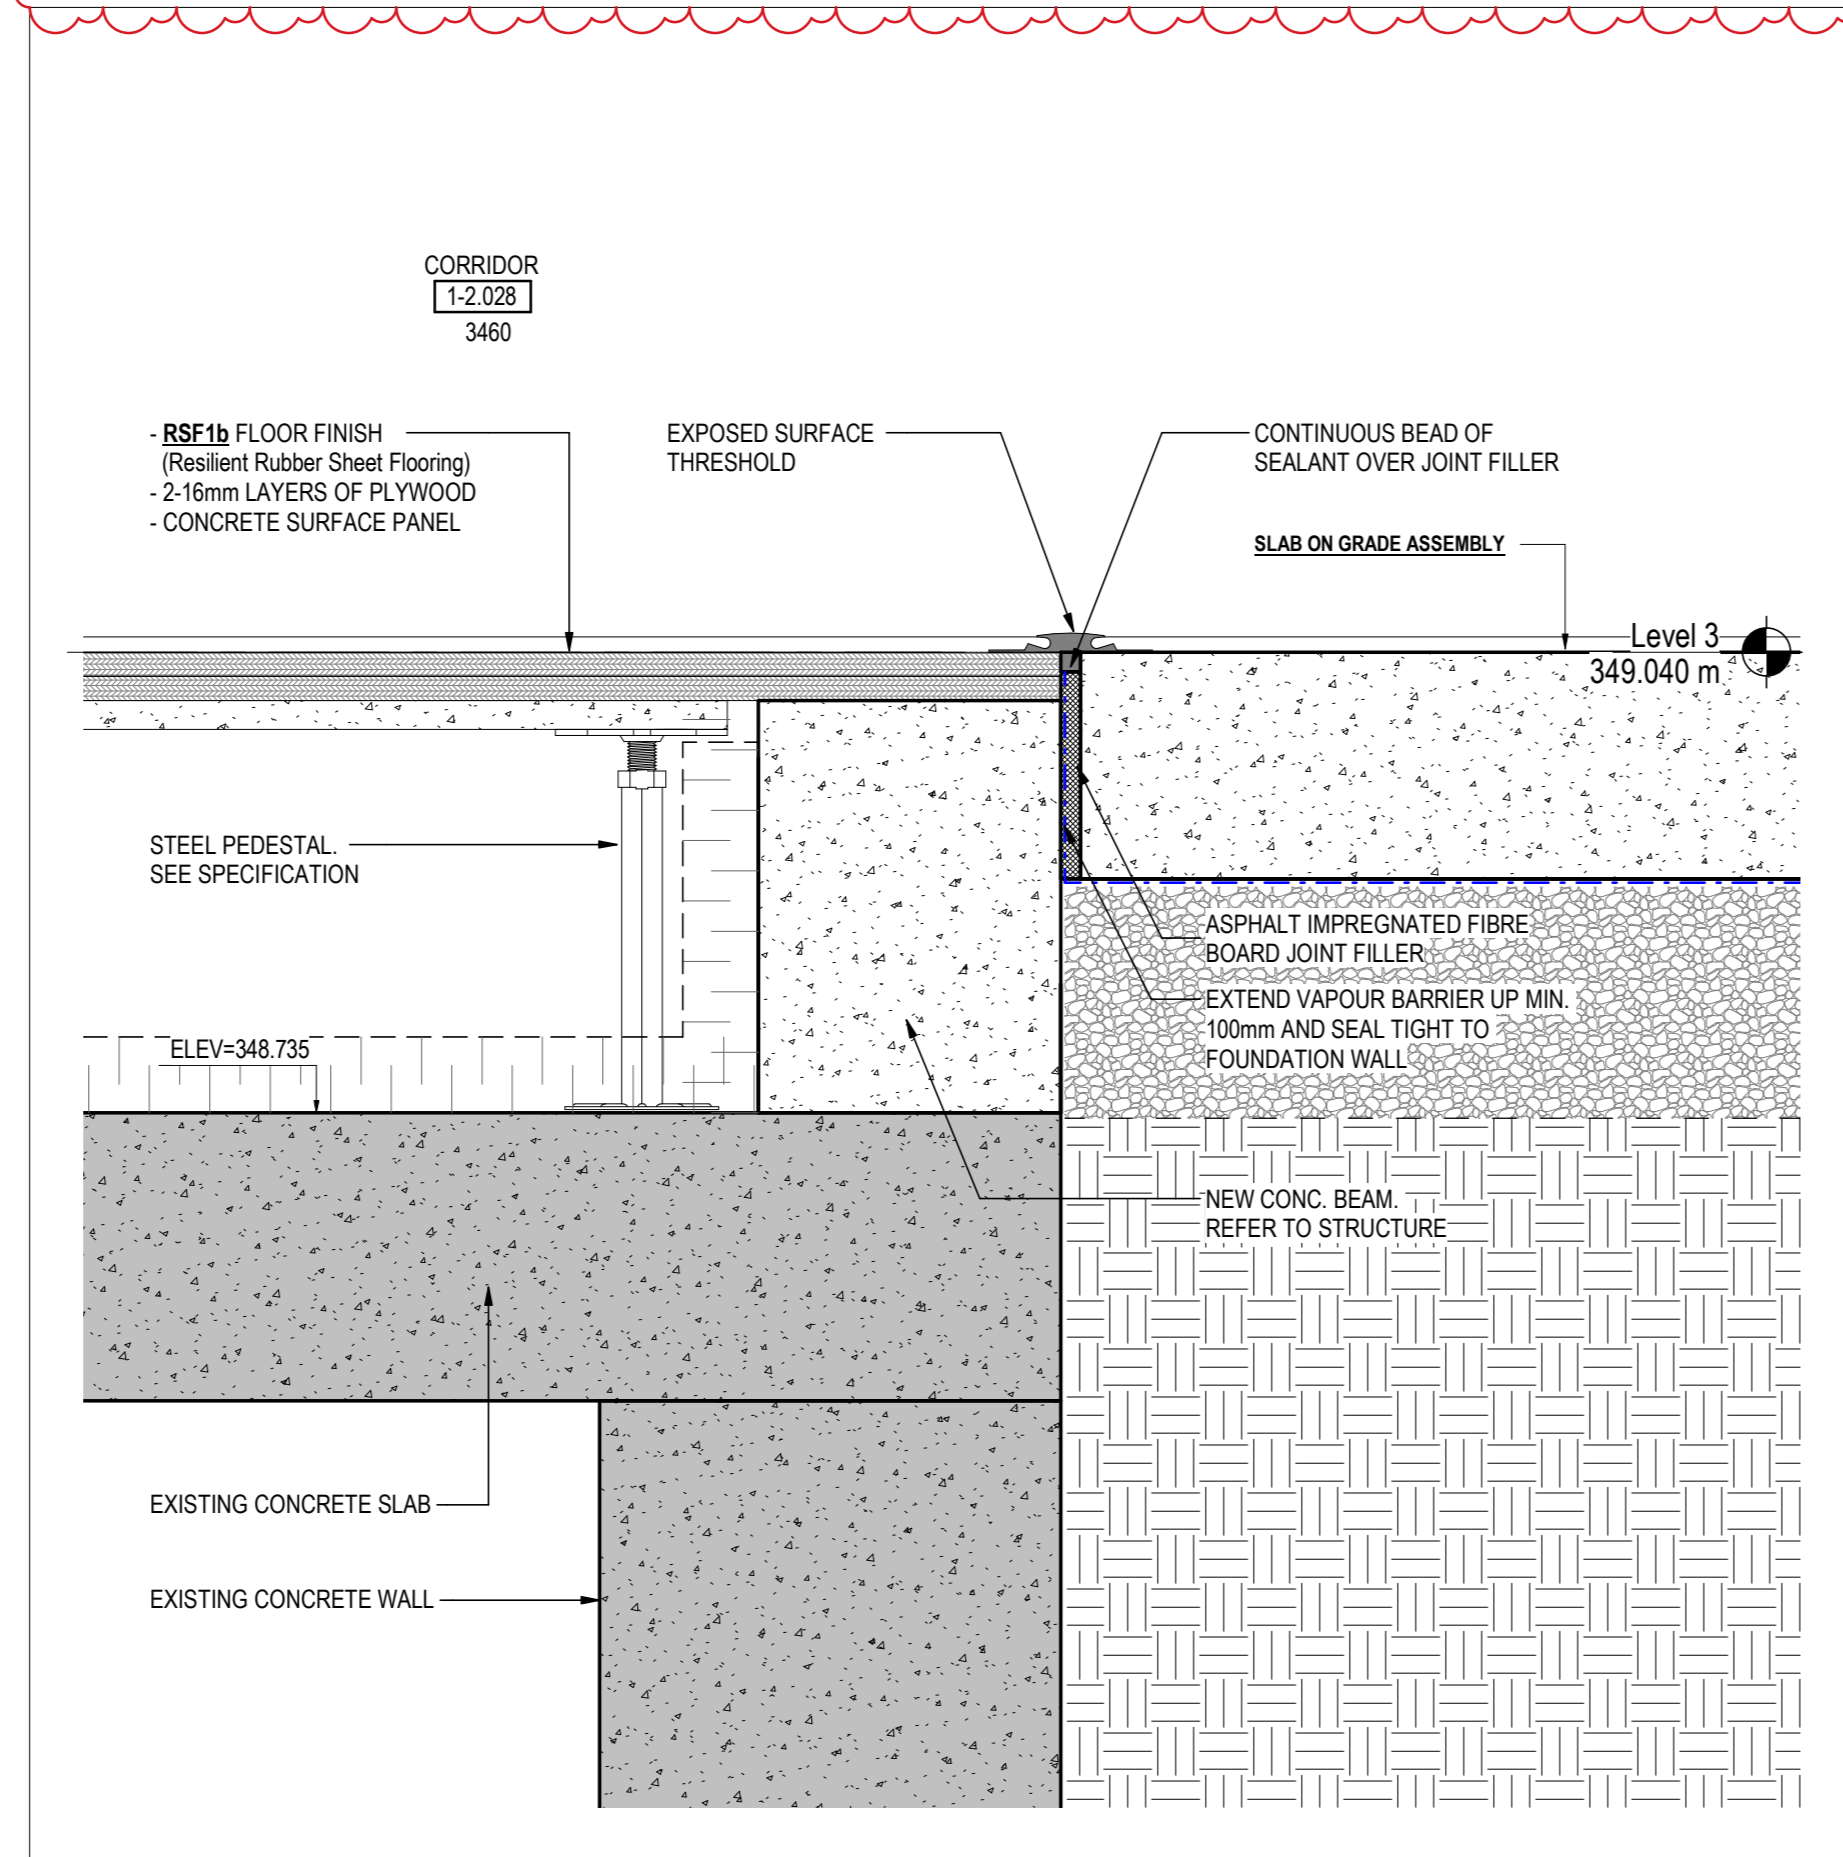 CORRIDOR
1-2.028
3460
- RSF1b FLOOR FINISH
(Resilient Rubber Sheet Flooring)
- 2-16mm LAYERS OF PLYWOOD
- CONCRETE SURFACE PANEL
EXPOSED SURFACE
THRESHOLD
CONTINUOUS BEAD OF
SEALANT OVER JOINT FILLER
SLAB ON GRADE ASSEMBLY
Level 3
349.040 m
STEEL PEDESTAL.
SEE SPECIFICATION
ASPHALT IMPREGNATED FIBRE
BOARD JOINT FILLER
EXTEND VAPOUR BARRIER UP MIN.
100mm AND SEAL TIGHT TO
FOUNDATION WALL
ELEV=348.735
NEW CONC. BEAM.
REFER TO STRUCTURE
EXISTING CONCRETE SLAB
EXISTING CONCRETE WALL